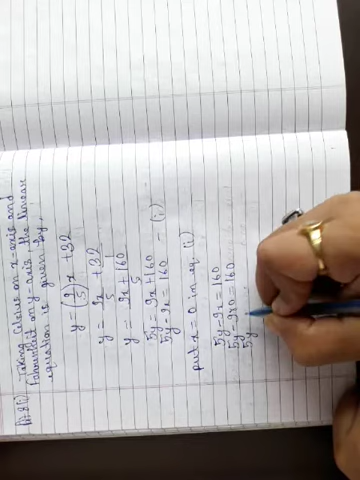 A.8(i) Taking Celsius on x-axis and
Fahrenheit on y-axis the linear
equation is given by,
y = (9/5)x + 32
y = 9x/5 + 32/1
y = 9x + 160/5
5y = 9x + 160
5y - 9x = 160 - (i)
put x = 0 in eq. (i)
5y - 9x = 160
5y - 9x0 = 160
5y